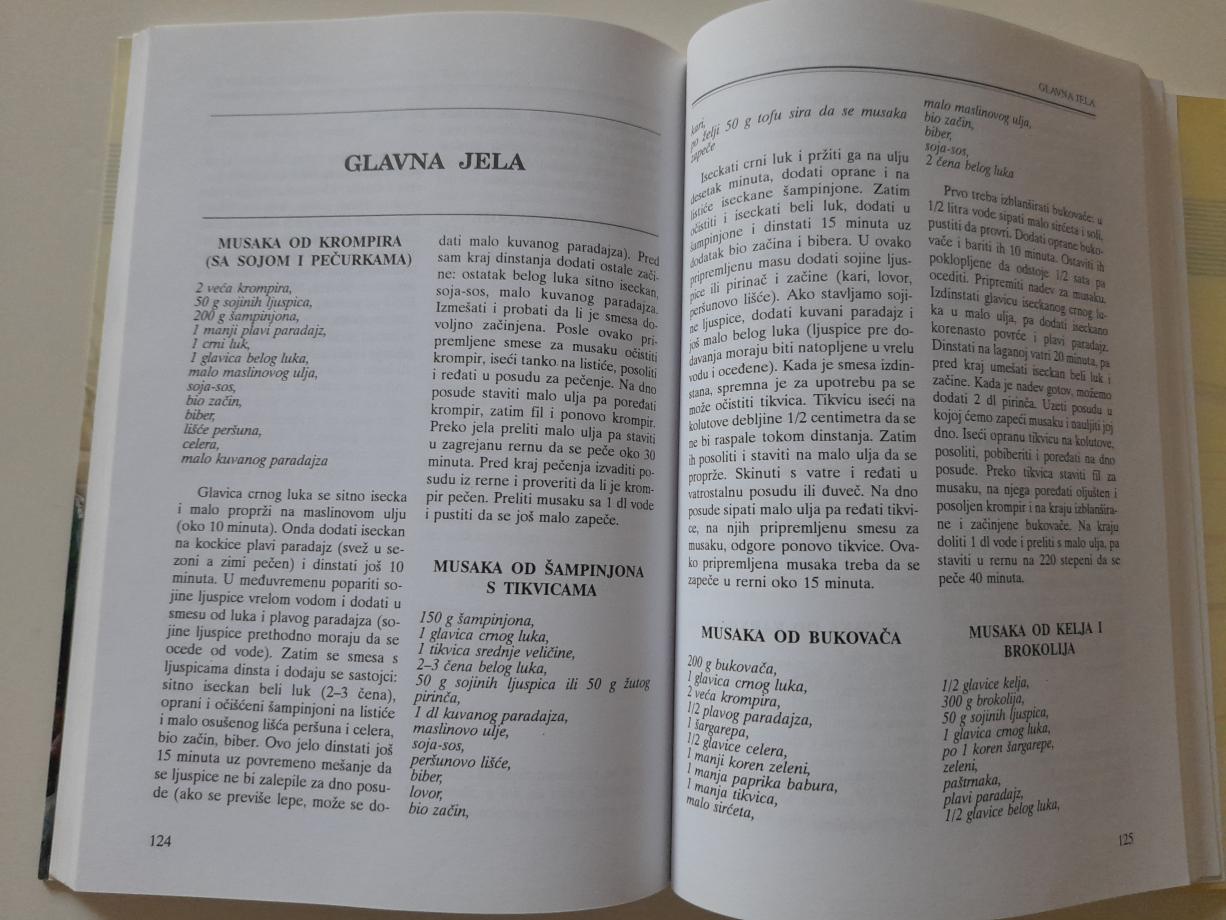 GLAVNA JELA
MUSAKA OD KROMPIRA
(SA SOJOM I PEČURKAMA)
2 veća krompira,
50 g sojinih ljuspica,
200 g šampinjona,
1 manji plavi paradajz,
1 crni luk,
1 glavica belog luka,
malo maslinovog ulja,
soja-sos,
bio začin,
biber,
lišće peršuna,
celera,
malo kuvanog paradajza
Glavica crnog luka se sitno isecka
i malo proprži na maslinovom ulju
(oko 10 minuta). Onda dodati iseckan
na kockice plavi paradajz (svež u se-
zoni a zimi pečen) i dinstati još 10
minuta. U međuvremenu popariti so-
jine ljuspice vrelom vodom i dodati u
smesu od luka i plavog paradajza (so-
jine ljuspice prethodno moraju da se
ocede od vode). Zatim se smesa s
ljuspicama dinsta i dodaju se sastojci:
sitno iseckan beli luk (2–3 čena),
oprani i očišćeni šampinjoni na listiće
i malo osušenog lišća peršuna i celera,
bio začin, biber. Ovo jelo dinstati još
15 minuta uz povremeno mešanje da
se ljuspice ne bi zalepile za dno posu-
de (ako se previše lepe, može se do-
dati malo kuvanog paradajza). Pred
sam kraj dinstanja dodati ostale zači-
ne: ostatak belog luka sitno iseckan,
soja-sos, malo kuvanog paradajza.
Izmešati i probati da li je smesa do-
voljno začinjena. Posle ovako pri-
premljene smese za musaku očistiti
krompir, iseći tanko na listiće, posoliti
i ređati u posudu za pečenje. Na dno
posude staviti malo ulja pa poređati
krompir, zatim fil i ponovo krompir.
Preko jela preliti malo ulja pa staviti
u zagrejanu rernu da se peče oko 30
minuta. Pred kraj pečenja izvaditi po-
sudu iz rerne i proveriti da li je krom-
pir pečen. Preliti musaku sa 1 dl vode
i pustiti da se još malo zapeče.
MUSAKA OD ŠAMPINJONA
S TIKVICAMA
150 g šampinjona,
1 glavica crnog luka,
1 tikvica srednje veličine,
2–3 čena belog luka,
50 g sojinih ljuspica ili 50 g žutog
pirinča,
1 dl kuvanog paradajza,
maslinovo ulje,
soja-sos,
peršunovo lišće,
biber,
lovor,
bio začin,
124
GLAVNA JELA
kari,
po želji 50 g tofu sira da se musaka
zapeče
Iseckati crni luk i pržiti ga na ulju
desetak minuta, dodati oprane i na
listiće iseckane šampinjone. Zatim
očistiti i iseckati beli luk, dodati u
šampinjone i dinstati 15 minuta uz
dodatak bio začina i bibera. U ovako
pripremljenu masu dodati sojine ljus-
pice ili pirinač i začine (kari, lovor,
peršunovo lišće). Ako stavljamo soji-
ne ljuspice, dodati kuvani paradajz i
još malo belog luka (ljuspice pre do-
davanja moraju biti natopljene u vrelu
vodu i oceđene). Kada je smesa izdin-
stana, spremna je za upotrebu pa se
može očistiti tikvica. Tikvicu iseći na
kolutove debljine 1/2 centimetra da se
ne bi raspale tokom dinstanja. Zatim
ih posoliti i staviti na malo ulja da se
proprže. Skinuti s vatre i ređati u
vatrostalnu posudu ili đuveč. Na dno
posude sipati malo ulja pa ređati tikvi-
ce, na njih pripremljenu smesu za
musaku, odgore ponovo tikvice. Ova-
ko pripremljena musaka treba da se
zapeče u rerni oko 15 minuta.
MUSAKA OD BUKOVAČA
200 g bukovača,
1 glavica crnog luka,
2 veća krompira,
1/2 plavog paradajza,
1 šargarepa,
1/2 glavice celera,
1 manji koren zeleni,
1 manja paprika babura,
1 manja tikvica,
malo sirćeta,
malo maslinovog ulja,
bio začin,
biber,
soja-sos,
2 čena belog luka
Prvo treba izblanširati bukovače: u
1/2 litra vode sipati malo sirćeta i soli,
pustiti da provri. Dodati oprane buko-
vače i bariti ih 10 minuta. Ostaviti ih
poklopljene da odstoje 1/2 sata pa
ocediti. Pripremiti nadev za musaku.
Izdinstati glavicu iseckanog crnog lu-
ka u malo ulja, pa dodati iseckano
korenasto povrće i plavi paradajz.
Dinstati na laganoj vatri 20 minuta, pa
pred kraj umešati iseckan beli luk i
začine. Kada je nadev gotov, možemo
dodati 2 dl pirinča. Uzeti posudu u
kojoj ćemo zapeći musaku i nauljiti joj
dno. Iseći opranu tikvicu na kolutove,
posoliti, pobiberiti i poređati na dno
posude. Preko tikvica staviti fil za
musaku, na njega poređati oljušten i
posoljen krompir i na kraju izblanšira-
ne i začinjene bukovače. Na kraju
doliti 1 dl vode i preliti s malo ulja, pa
staviti u rernu na 220 stepeni da se
peče 40 minuta.
MUSAKA OD KELJA I
BROKOLIJA
1/2 glavice kelja,
300 g brokolija,
50 g sojinih ljuspica,
1 glavica crnog luka,
po 1 koren šargarepe,
zeleni,
paštrnaka,
plavi paradajz,
1/2 glavice belog luka,
125